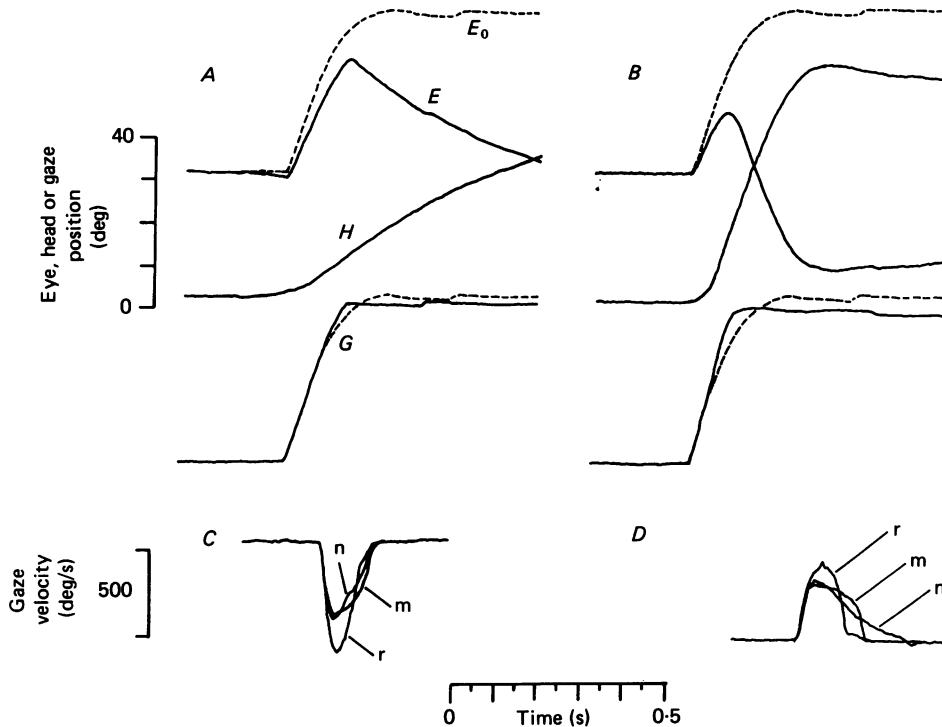 E₀
A
B
E
40
Eye, head or gaze
position
(deg)
H
0
G
C
D
r
n
m
n
m
Gaze
velocity
(deg/s)
500
r
0
Time (s)
0·5